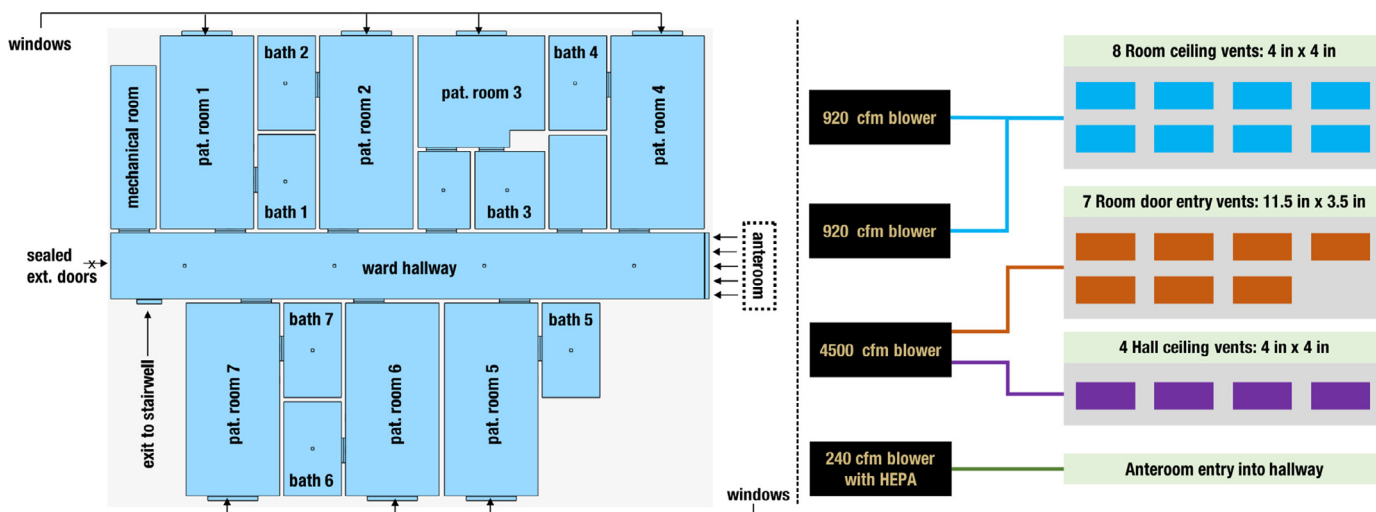 windows
mechanical room
pat. room 1
bath 2
bath 1
pat. room 2
pat. room 3
bath 3
bath 4
pat. room 4
sealed
ext. doors
x
ward hallway
anteroom
exit to stairwell
pat. room 7
bath 7
bath 6
pat. room 6
pat. room 5
bath 5
windows
920 cfm blower
920 cfm blower
4500 cfm blower
240 cfm blower
with HEPA
8 Room ceiling vents: 4 in x 4 in
7 Room door entry vents: 11.5 in x 3.5 in
4 Hall ceiling vents: 4 in x 4 in
Anteroom entry into hallway